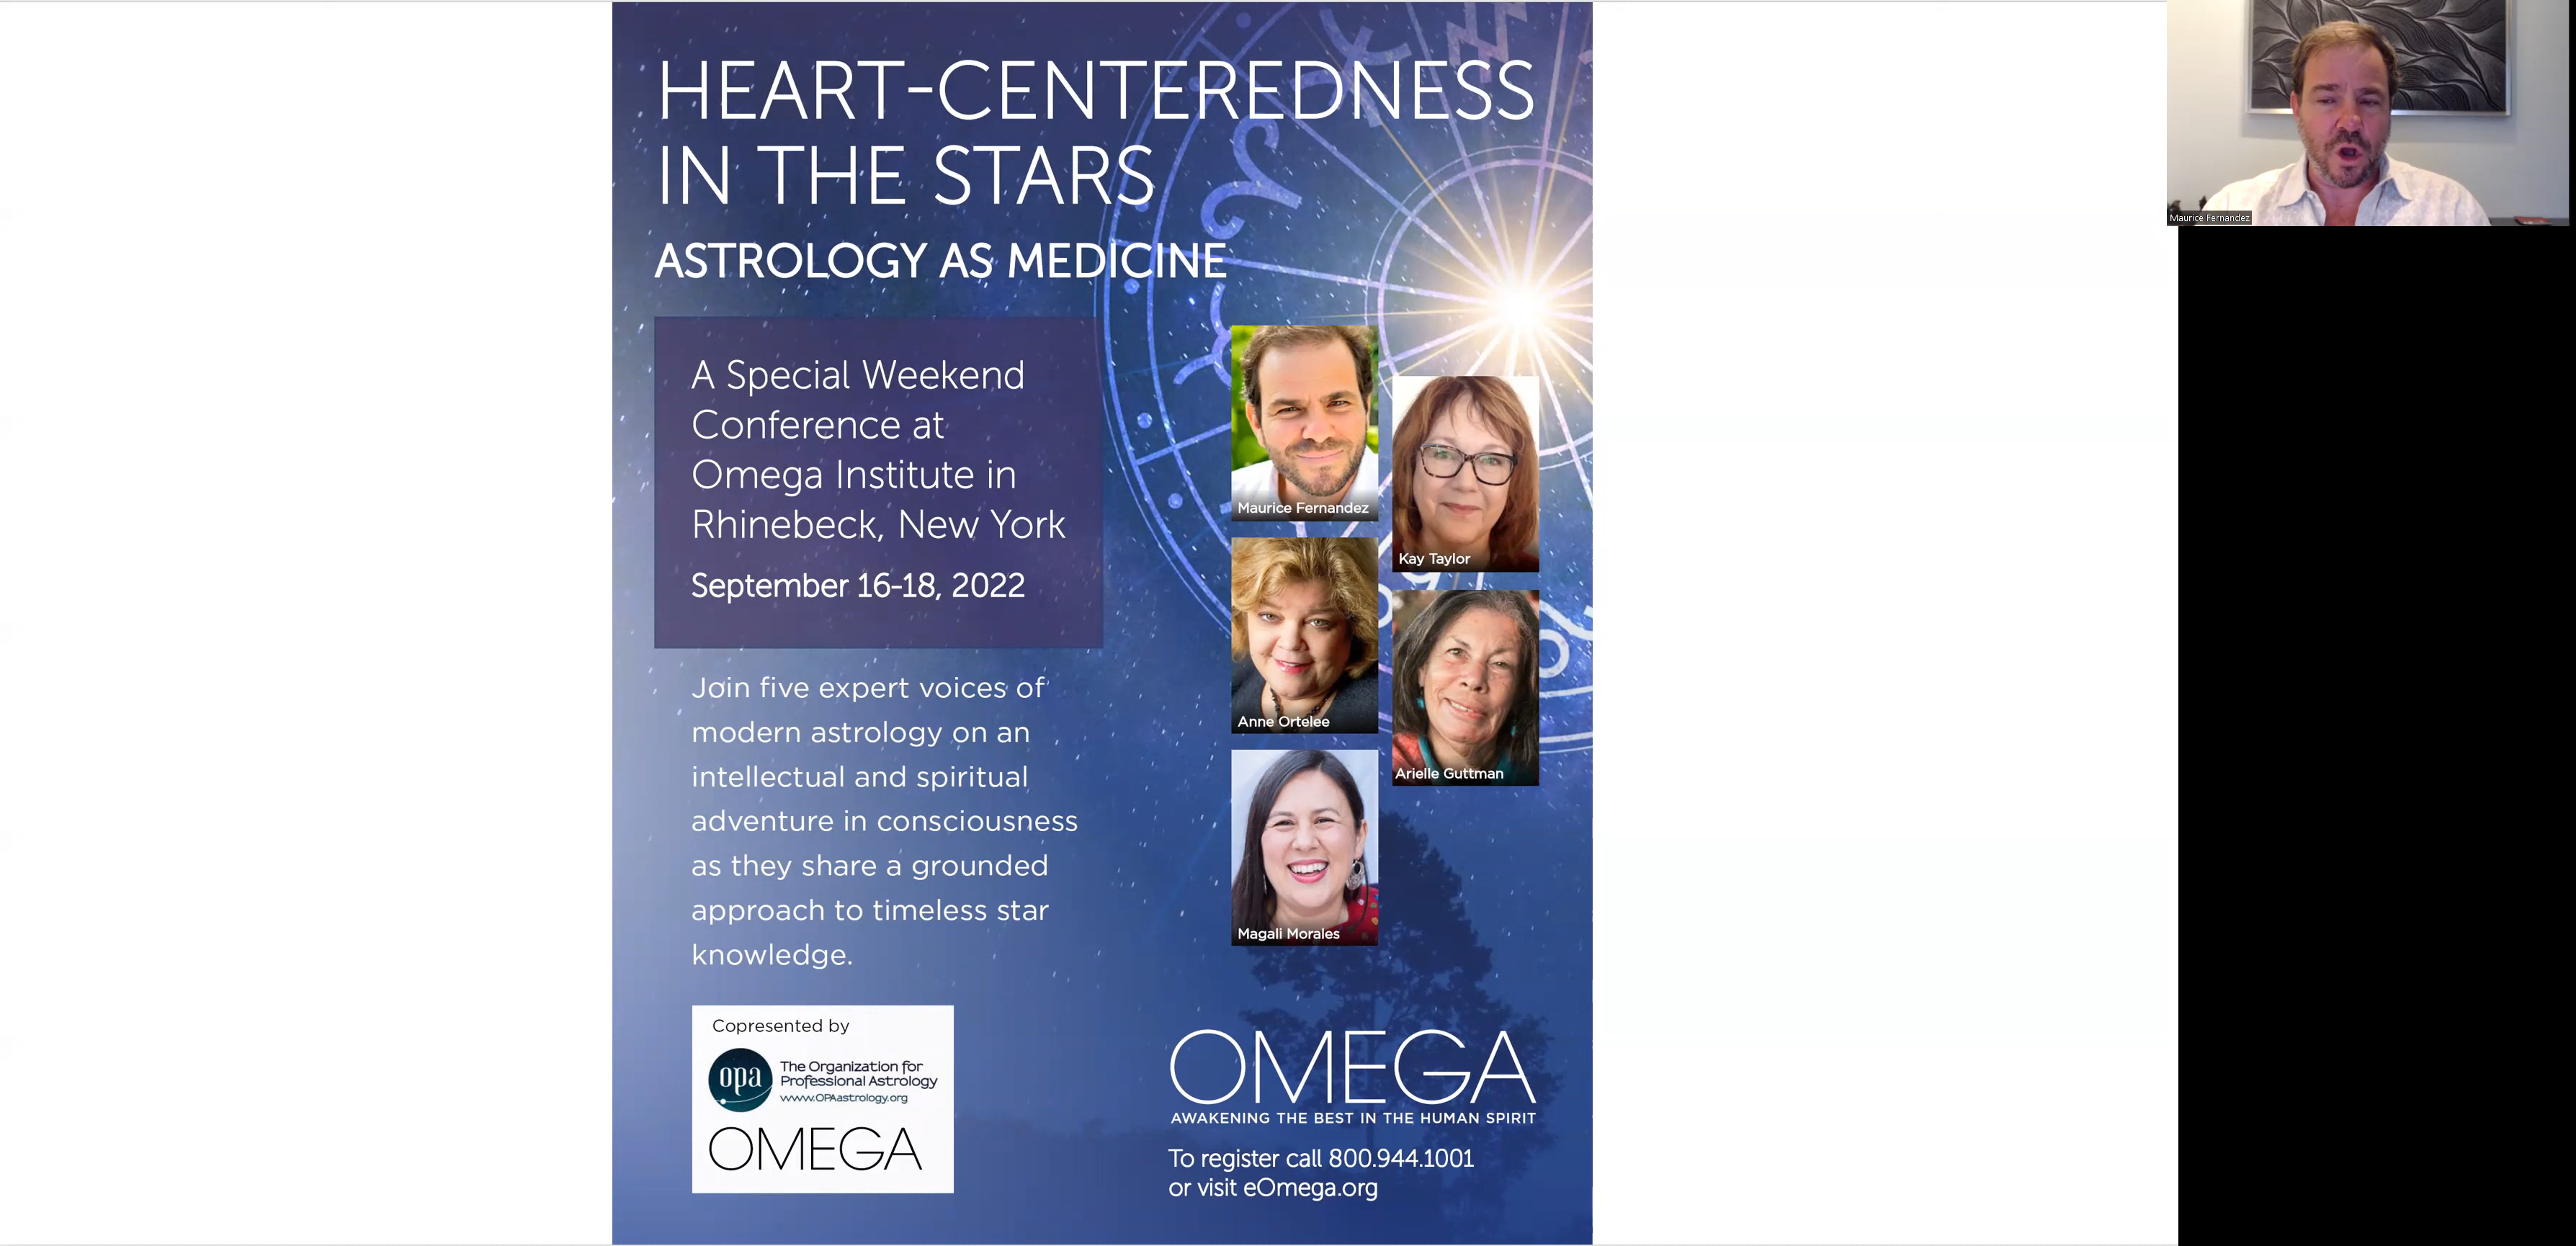 HEART-CENTEREDNESS
IN THE STARS
ASTROLOGY AS MEDICINE
A Special Weekend
Conference at
Omega Institute in
Rhinebeck, New York
September 16-18, 2022
Join five expert voices of
modern astrology on an
intellectual and spiritual
adventure in consciousness
as they share a grounded
approach to timeless star
knowledge.
Maurice Fernandez
Kay Taylor
Anne Ortelee
Arielle Guttman
Magali Morales
Copresented by
opa
The Organization for
Professional Astrology
www.OPAastrology.org
OMEGA
OMEGA
AWAKENING THE BEST IN THE HUMAN SPIRIT
To register call 800.944.1001
or visit eOmega.org
Maurice Fernandez